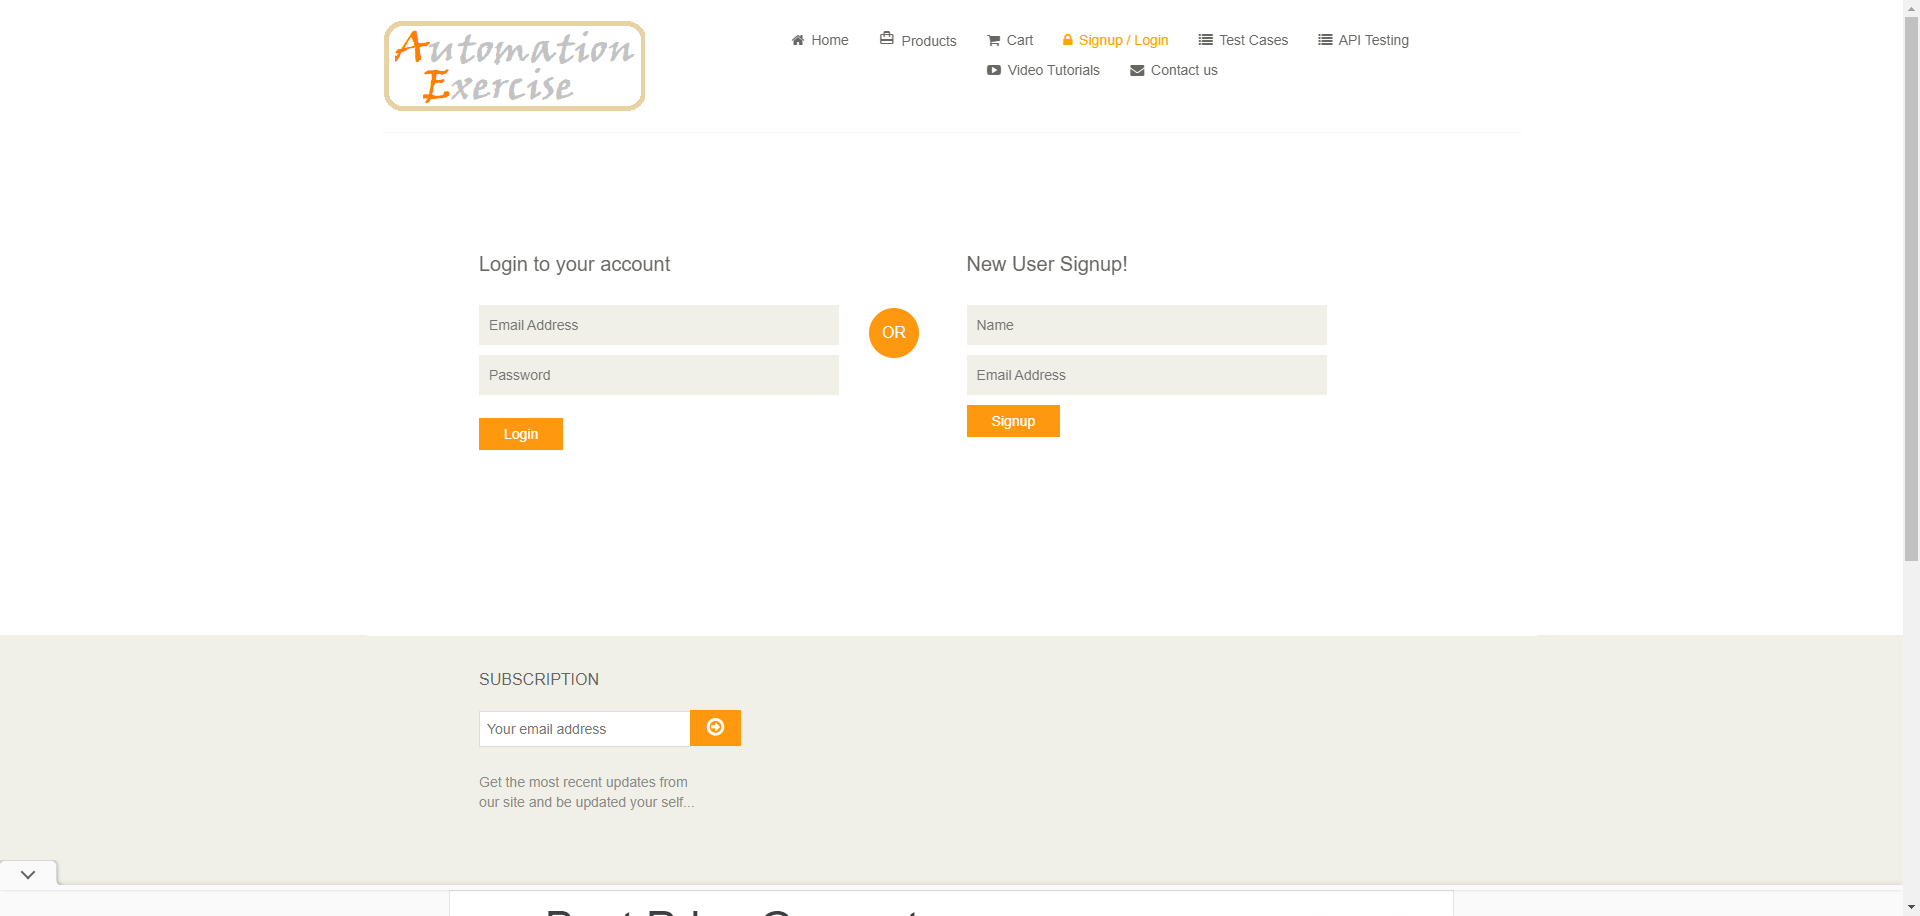 Automation
Exercise
Home
Products
Cart
Signup / Login
Test Cases
API Testing
Video Tutorials
Contact us
Login to your account
New User Signup!
Email Address
OR
Name
Password
Email Address
Login
Signup
SUBSCRIPTION
Your email address
Get the most recent updates from
our site and be updated your self...